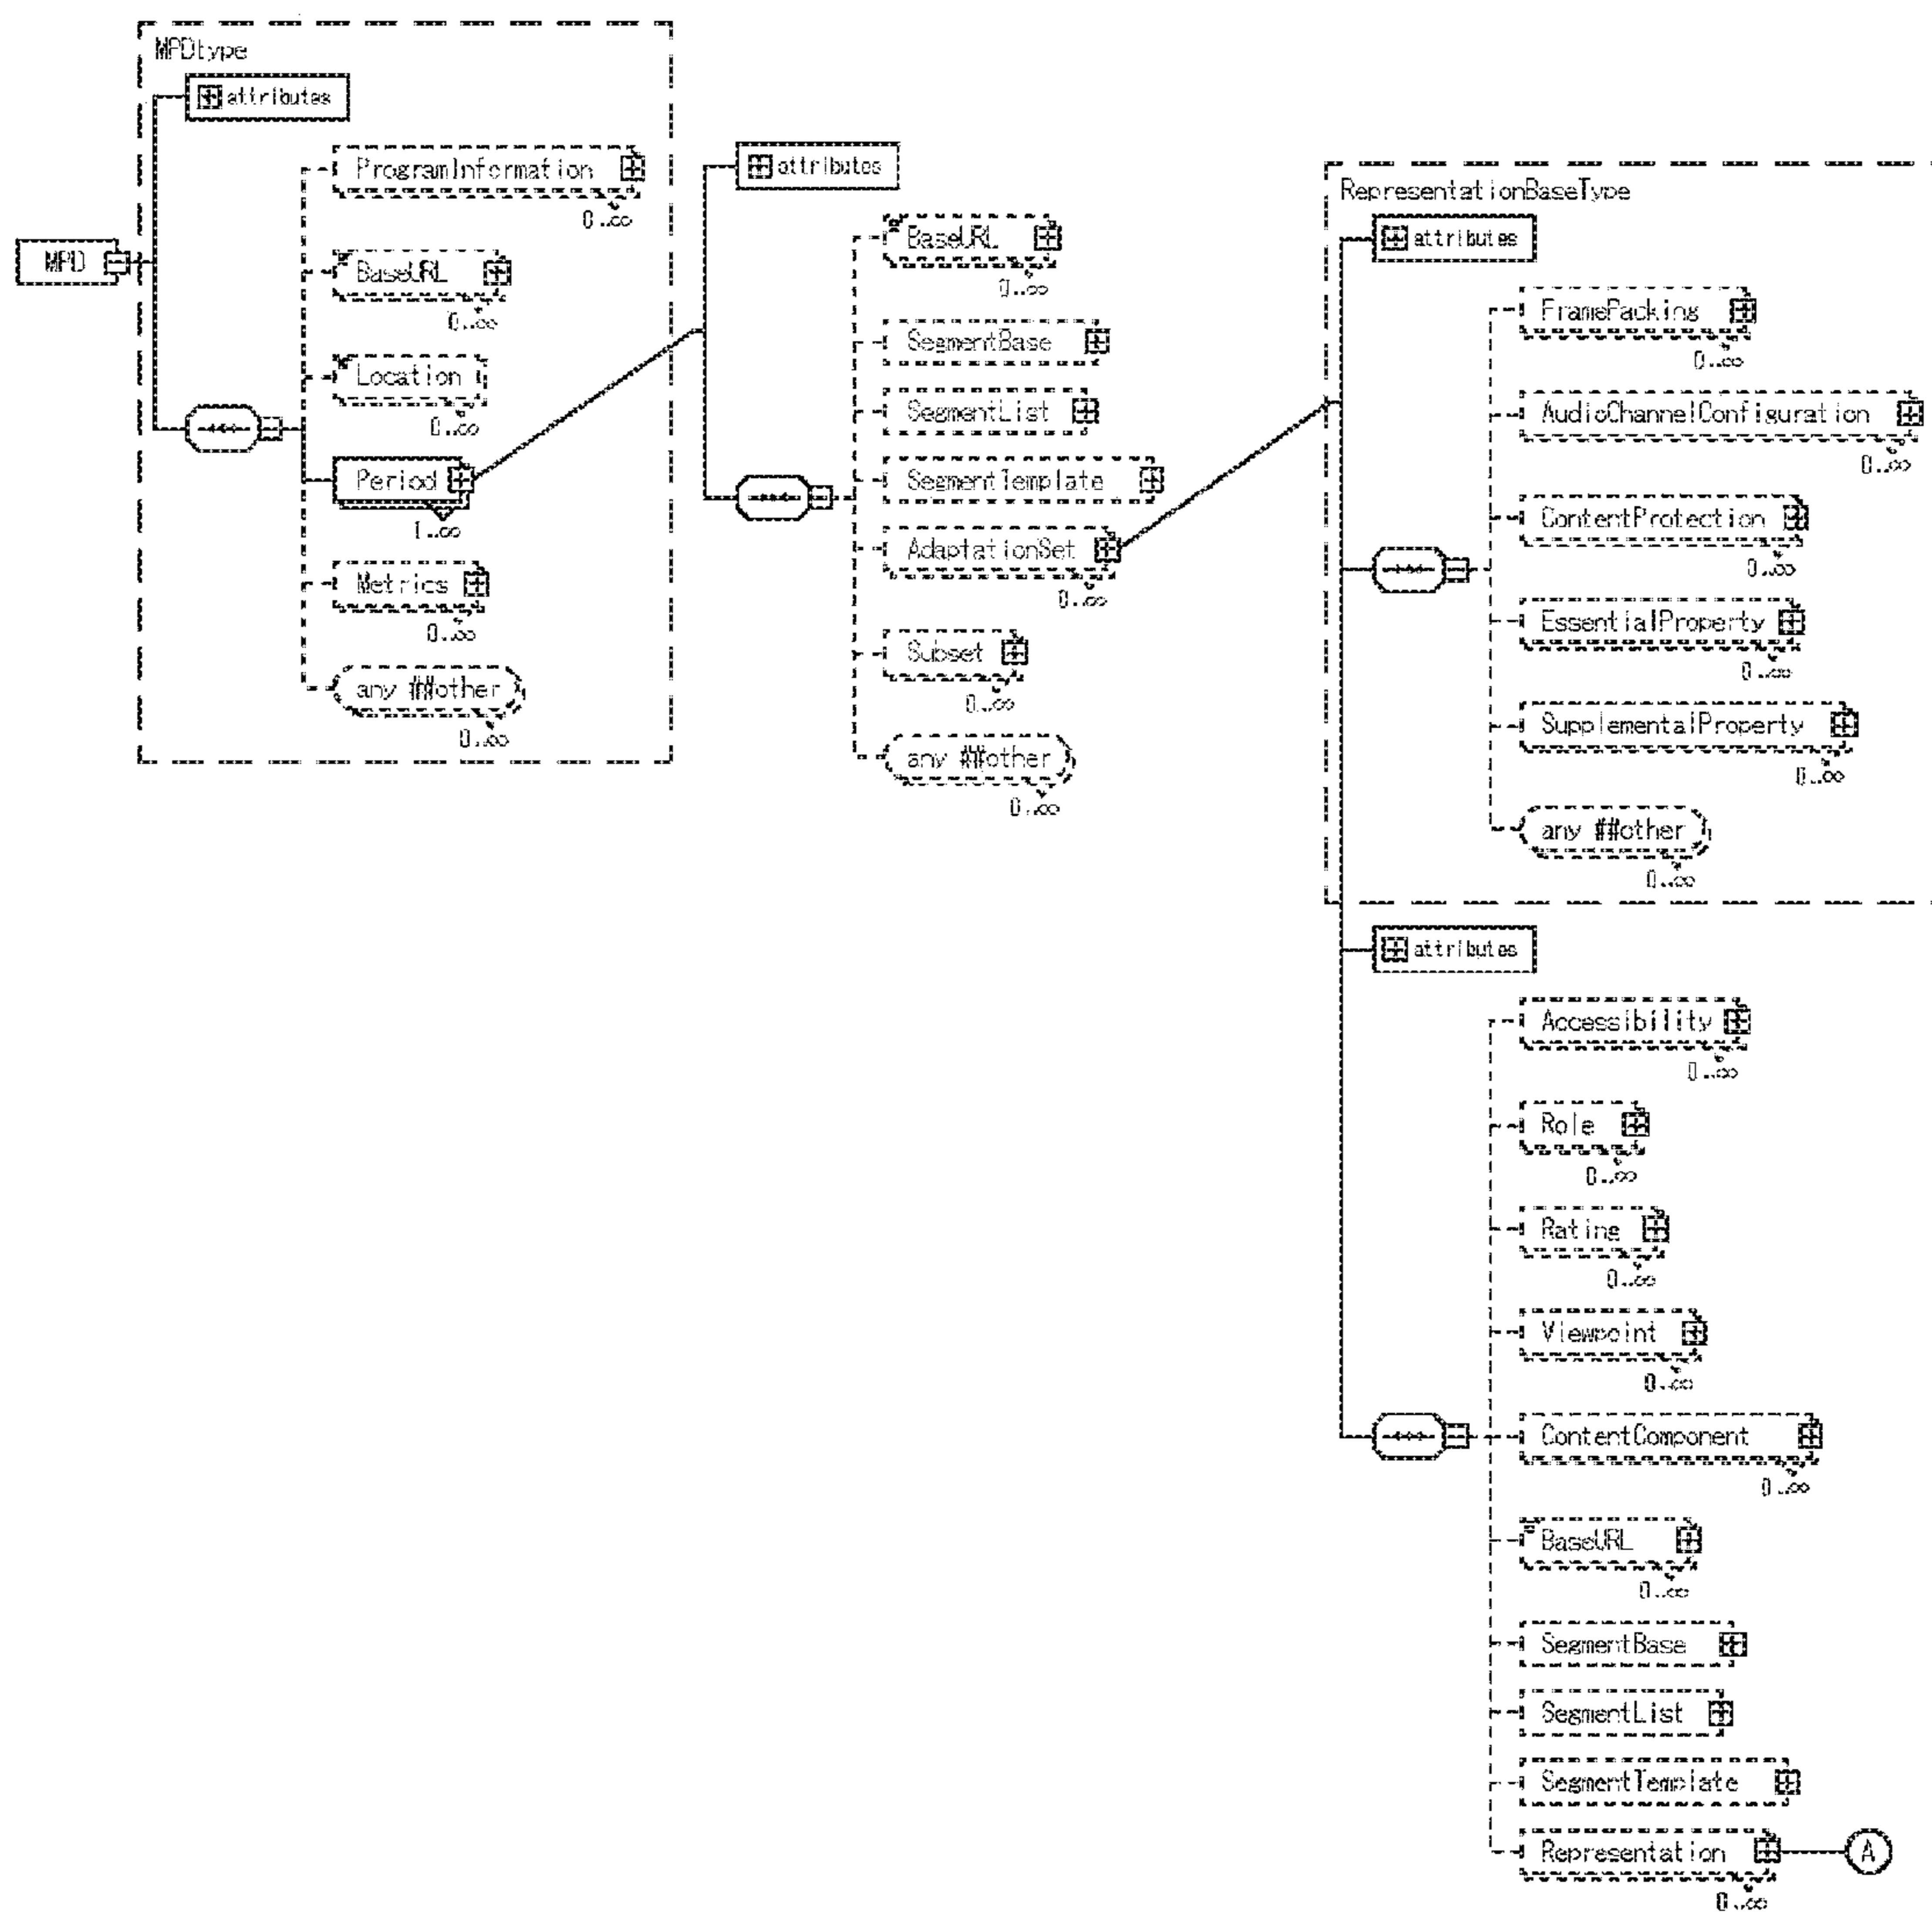 MPDtype
attributes
ProgramInformation
0..∞
MPD
BaseURL
0..∞
Location
0..∞
Period
1..∞
Metrics
0..∞
any ##other
0..∞
attributes
BaseURL
0..∞
SegmentBase
SegmentList
SegmentTemplate
AdaptationSet
0..∞
Subset
0..∞
any ##other
0..∞
RepresentationBaseType
attributes
FramePacking
0..∞
AudioChannelConfiguration
0..∞
ContentProtection
0..∞
EssentialProperty
0..∞
SupplementalProperty
0..∞
any ##other
0..∞
attributes
Accessibility
0..∞
Role
0..∞
Rating
0..∞
Viewpoint
0..∞
ContentComponent
0..∞
BaseURL
0..∞
SegmentBase
SegmentList
SegmentTemplate
Representation
A
0..∞